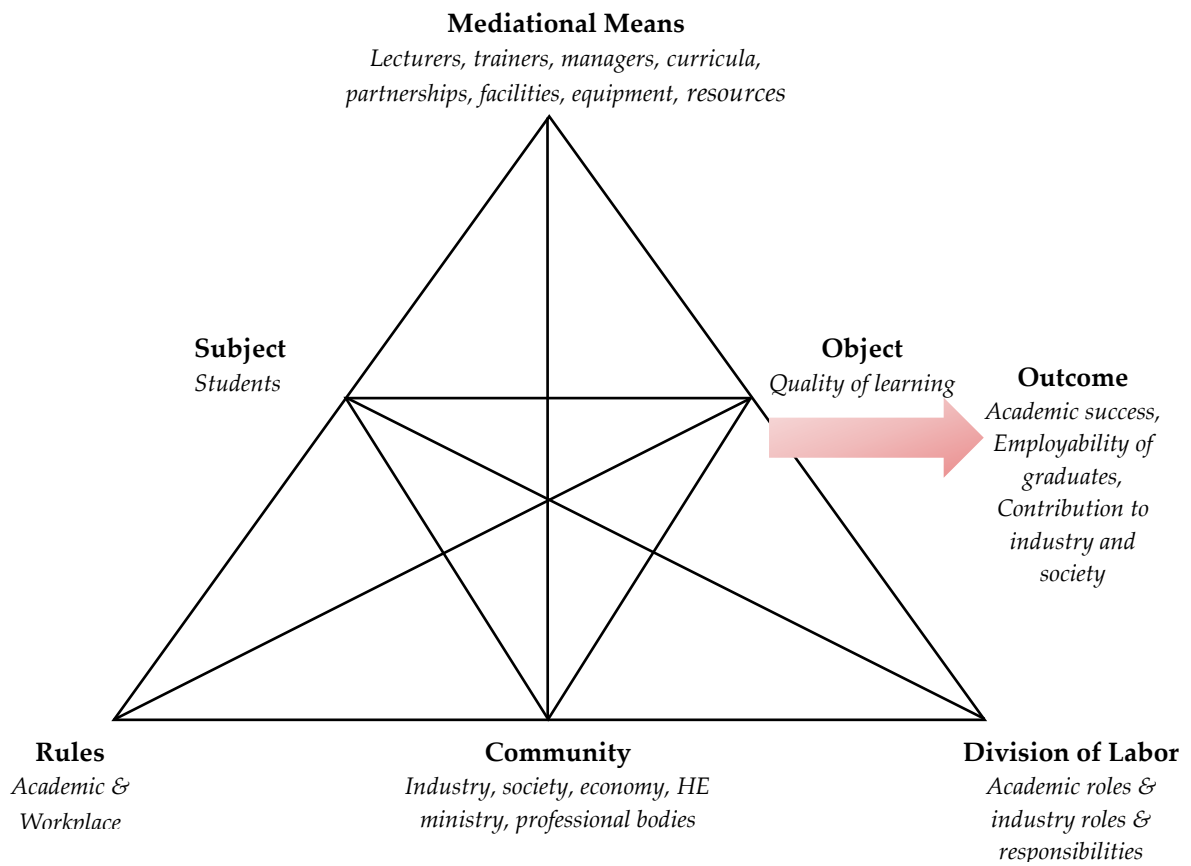 Mediational Means
Lecturers, trainers, managers, curricula,
partnerships, facilities, equipment, resources
Subject
Students
Object
Quality of learning
Outcome
Academic success,
Employability of
graduates,
Contribution to
industry and
society
Rules
Academic &
Workplace
Community
Industry, society, economy, HE
ministry, professional bodies
Division of Labor
Academic roles &
industry roles &
responsibilities